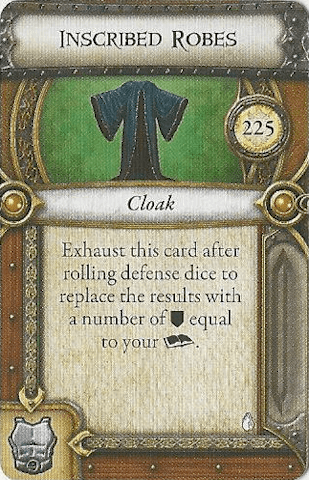 Inscribed Robes
225
Cloak
Exhaust this card after
rolling defense dice to
replace the results with
a number of equal
to your .